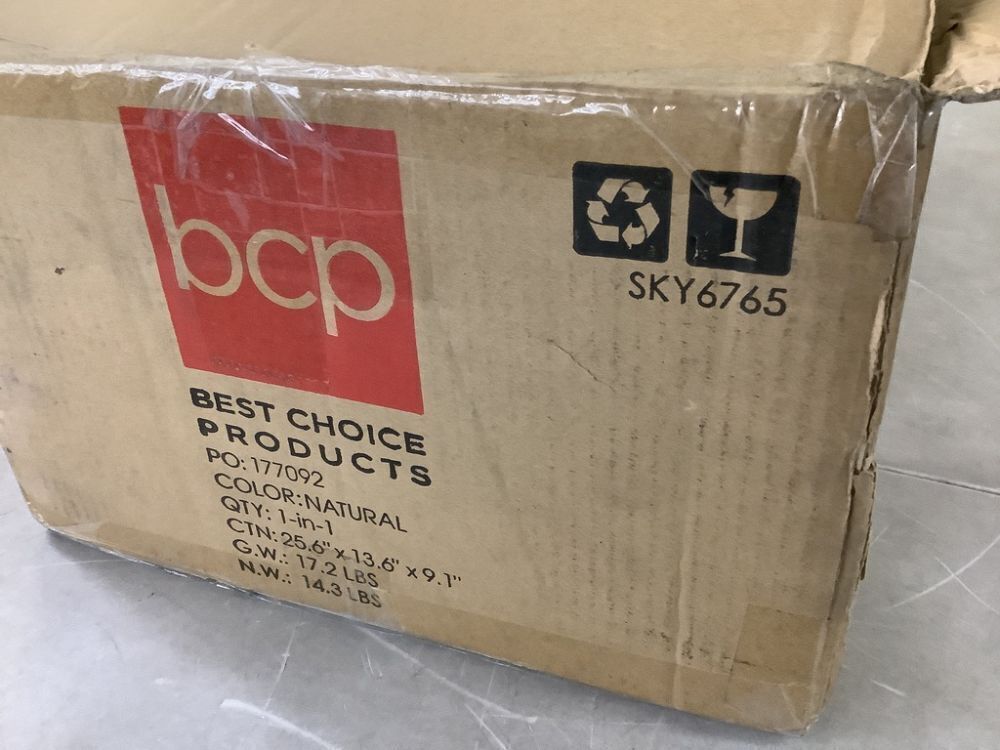 bcp
SKY6765
BEST CHOICE
PRODUCTS
PO: 177092
COLOR: NATURAL
QTY: 1-in-1
CTN: 25.6" x 13.6" x 9.1"
G.W.: 17.2 LBS
N.W.: 14.3 LBS